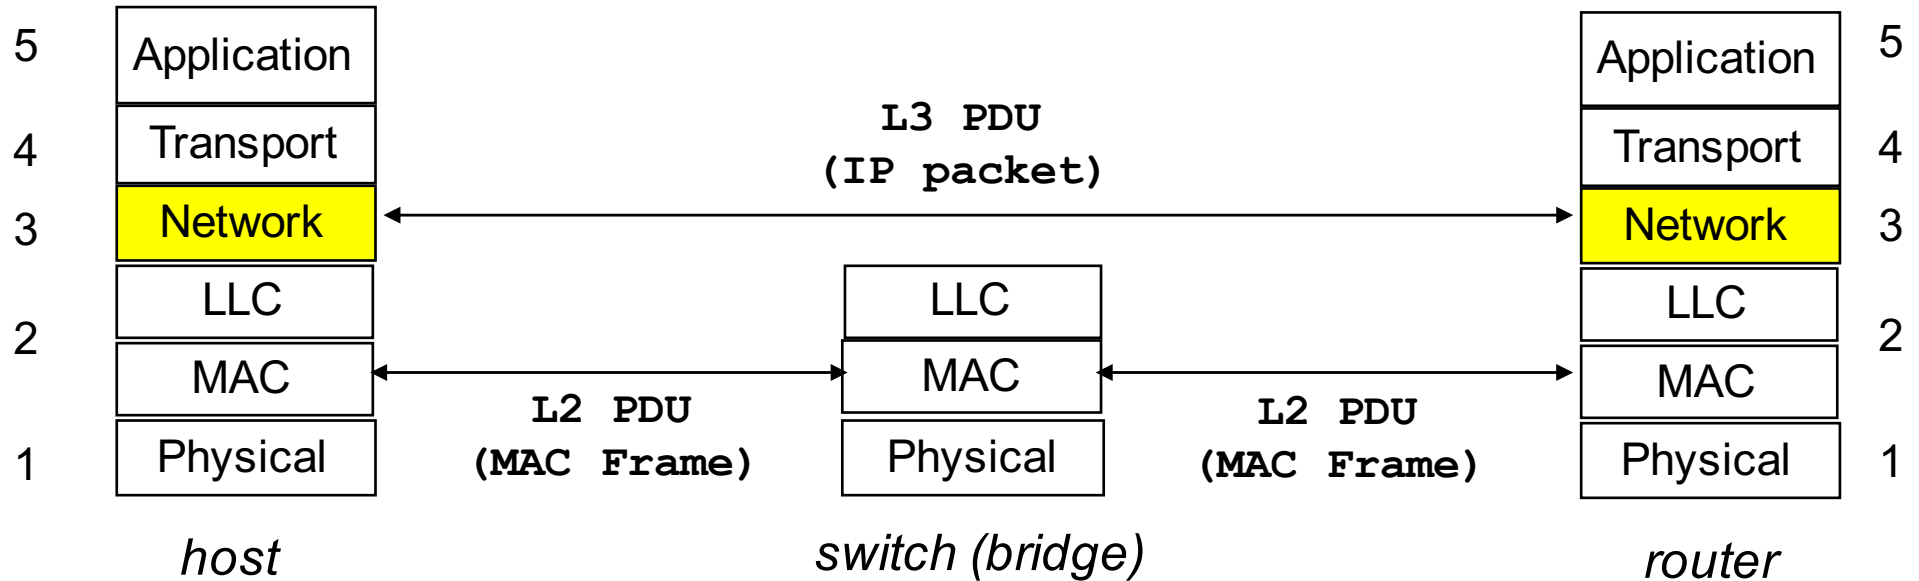 5
Application
4
Transport
3
Network
2
LLC
MAC
1
Physical
host
L3 PDU
(IP packet)
L2 PDU
(MAC Frame)
LLC
MAC
Physical
switch (bridge)
L2 PDU
(MAC Frame)
Application
5
Transport
4
Network
3
LLC
2
MAC
Physical
1
router